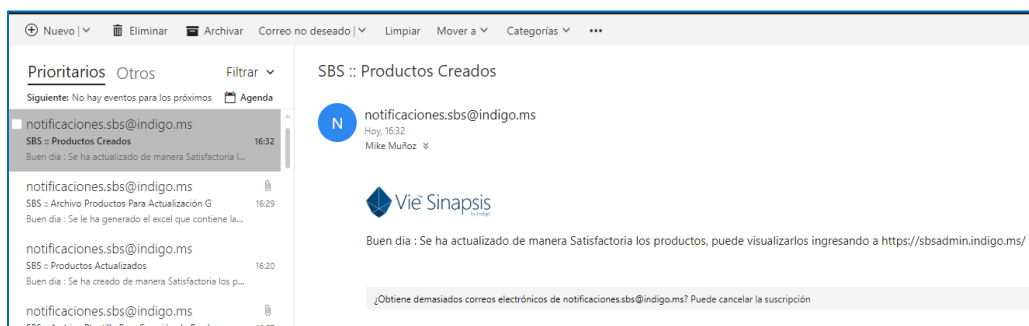 Nuevo | Eliminar Archivar Correo no deseado | Limpiar Mover a Categorías ...
Prioritarios Otros Filtrar
Siguiente: No hay eventos para los próximos Agenda
notificaciones.sbs@indigo.ms
SBS :: Productos Creados 16:32
Buen dia : Se ha actualizado de manera Satisfactoria l...
notificaciones.sbs@indigo.ms
SBS :: Archivo Productos Para Actualización G 16:29
Buen dia : Se le ha generado el excel que contiene la...
notificaciones.sbs@indigo.ms
SBS :: Productos Actualizados 16:20
Buen dia : Se ha creado de manera Satisfactoria los p...
notificaciones.sbs@indigo.ms
SBS :: Productos Creados
N
notificaciones.sbs@indigo.ms
Hoy, 16:32
Mike Muñoz
Vie Sinapsis
by Indigo
Buen dia : Se ha actualizado de manera Satisfactoria los productos, puede visualizarlos ingresando a https://sbsadmin.indigo.ms/
¿Obtiene demasiados correos electrónicos de notificaciones.sbs@indigo.ms? Puede cancelar la suscripción